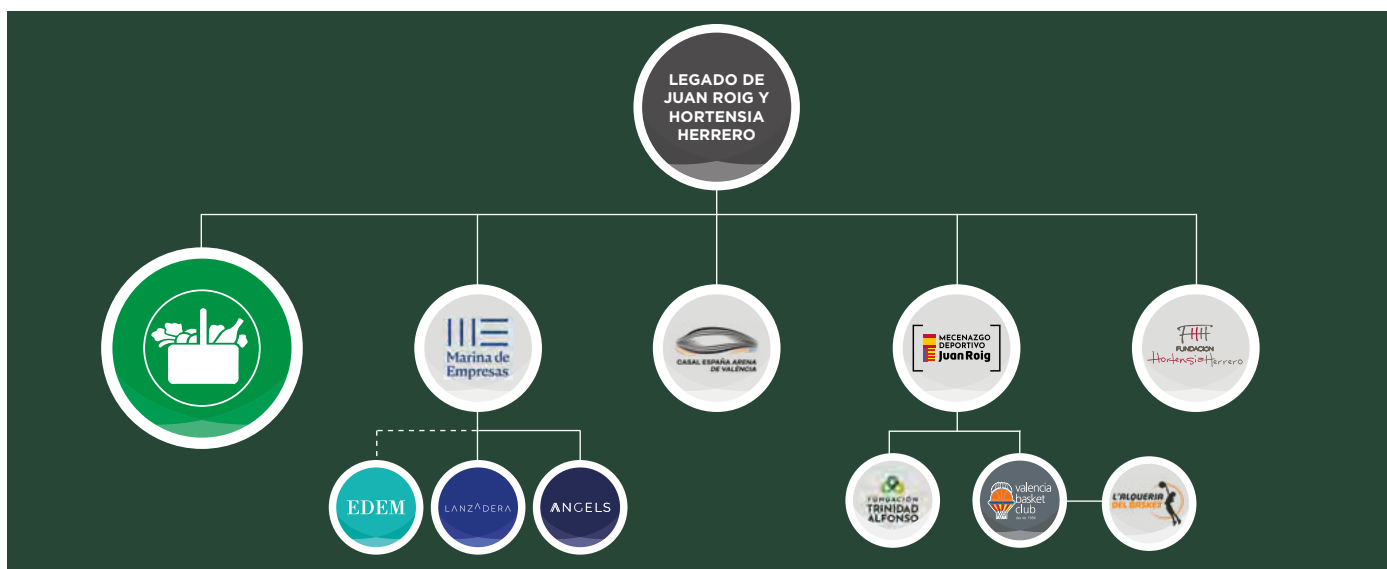 LEGADO DE
JUAN ROIG Y
HORTENSIA
HERRERO
Marina de
Empresas
CASAL ESPAÑA ARENA
DE VALÈNCIA
MECENAZGO
DEPORTIVO
Juan Roig
FHH
FUNDACIÓN
Hortensia Herrero
EDEM
LANZADERA
ANGELS
FUNDACIÓN
TRINIDAD
ALFONSO
valencia
basket
club
L'ALQUERIA
DEL BASKET